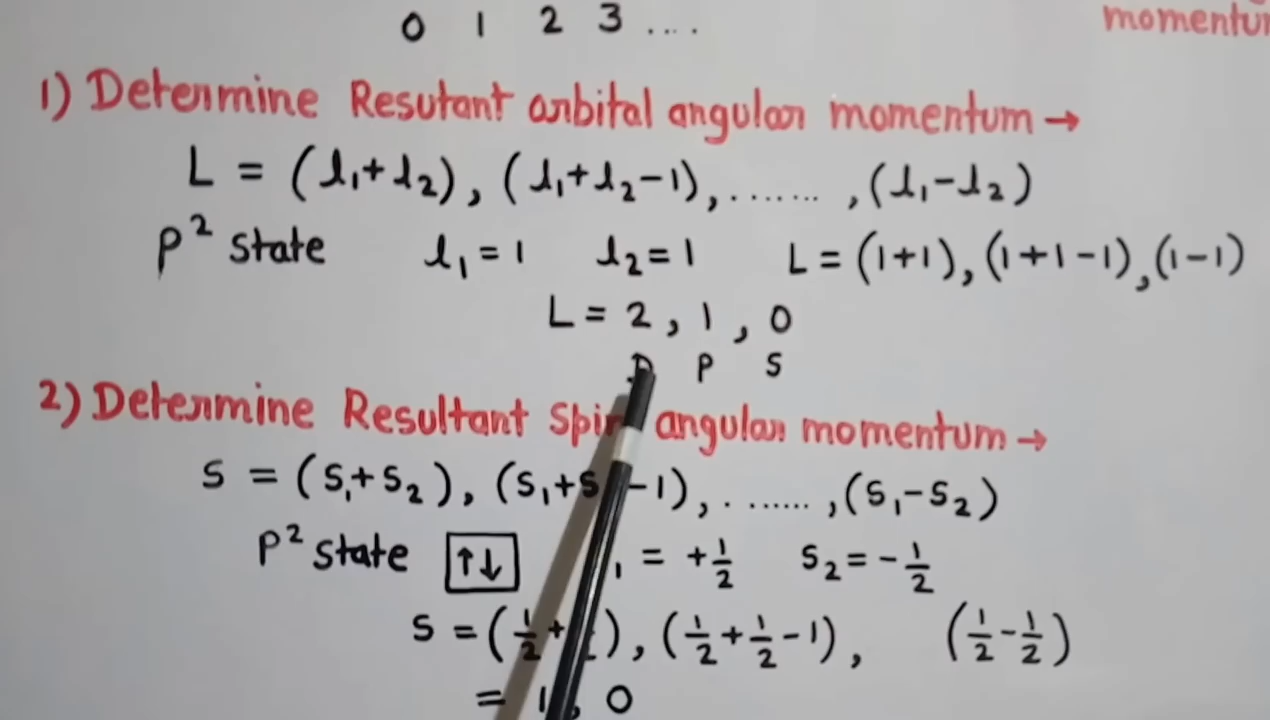 0 1 2 3 ....
momentu
1) Determine Resutant orbital angular momentum →
L = (l₁+l₂), (l₁+l₂-1), ......., (l₁-l₂)
P² state l₁ = 1 l₂ = 1 L = (1+1), (1+1-1), (1-1)
L = 2, 1, 0
D P S
2) Determine Resultant Spin angular momentum →
S = (s₁+s₂), (s₁+s -1), ......., (s₁-s₂)
P² state ↑↓ ₁ = +1/2 s₂ = -1/2
S = (1/2+ ), (1/2+1/2-1), (1/2-1/2)
= 1, 0